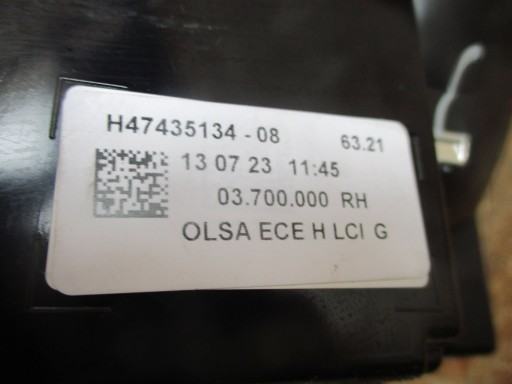 H47435134 - 08 63.21
13 07 23 11:45
03.700.000 RH
OLSA ECE H LCI G